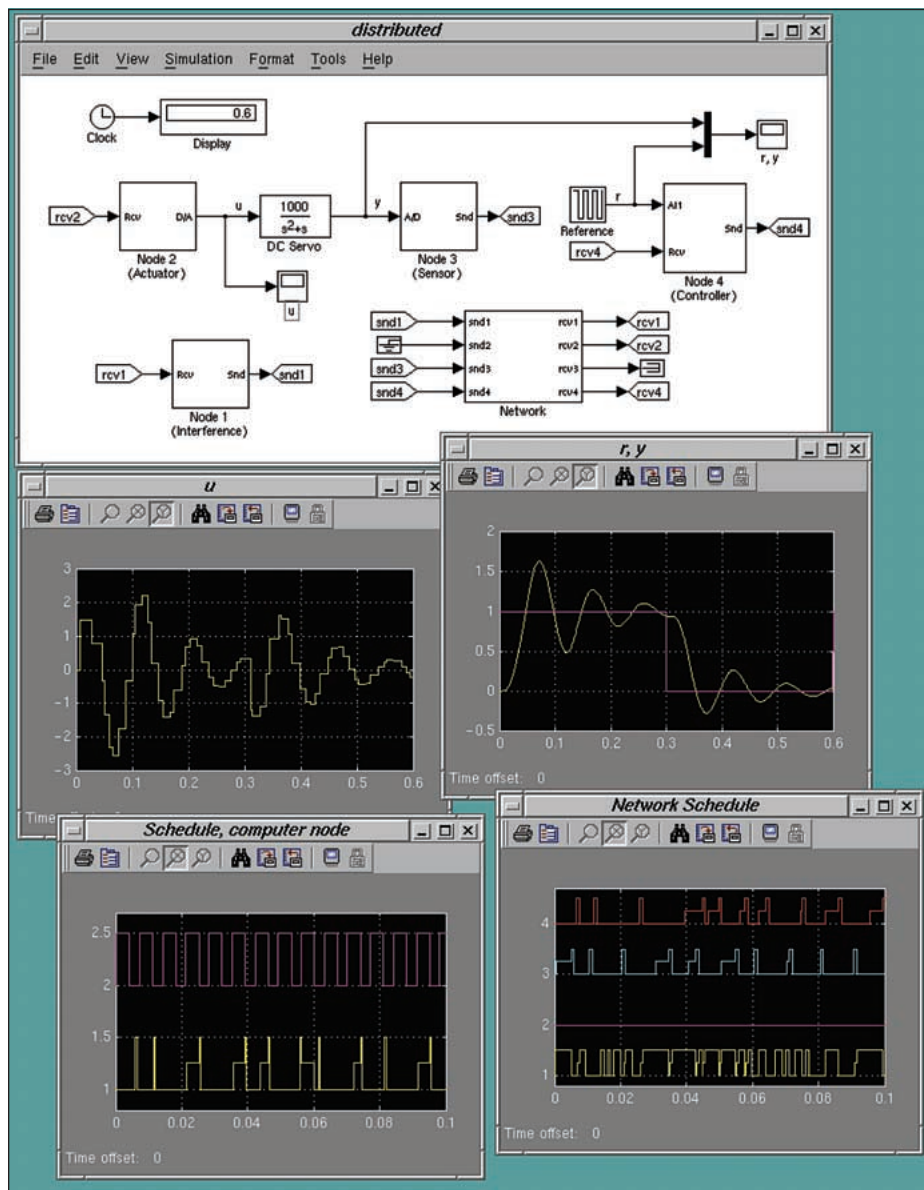 distributed
File Edit View Simulation Format Tools Help
Clock
0.6
Display
rcv2
Rcv D/A
Node 2
(Actuator)
u
1000
s²+s
DC Servo
y
A/D Snd
snd3
Node 3
(Sensor)
u
r, y
Reference
r
rcv4
AI1
Rcv
Snd
snd4
Node 4
(Controller)
rcv1
Rcv Snd
snd1
Node 1
(Interference)
snd1 snd1 rcv1 rcv1
snd2 rcv2 rcv2
snd3 snd3 rcv3
snd4 snd4 rcv4 rcv4
Network
u
3
2
1
0
−1
−2
−3
0 0.1 0.2 0.3 0.4 0.5 0.6
r, y
2
1.5
1
0.5
0
−0.5
0 0.1 0.2 0.3 0.4 0.5 0.6
Time offset: 0
Schedule, computer node
2.5
2
1.5
1
0 0.02 0.04 0.06 0.08 0.1
Time offset: 0
Network Schedule
4
3
2
1
0 0.02 0.04 0.06 0.08 0.1
Time offset: 0